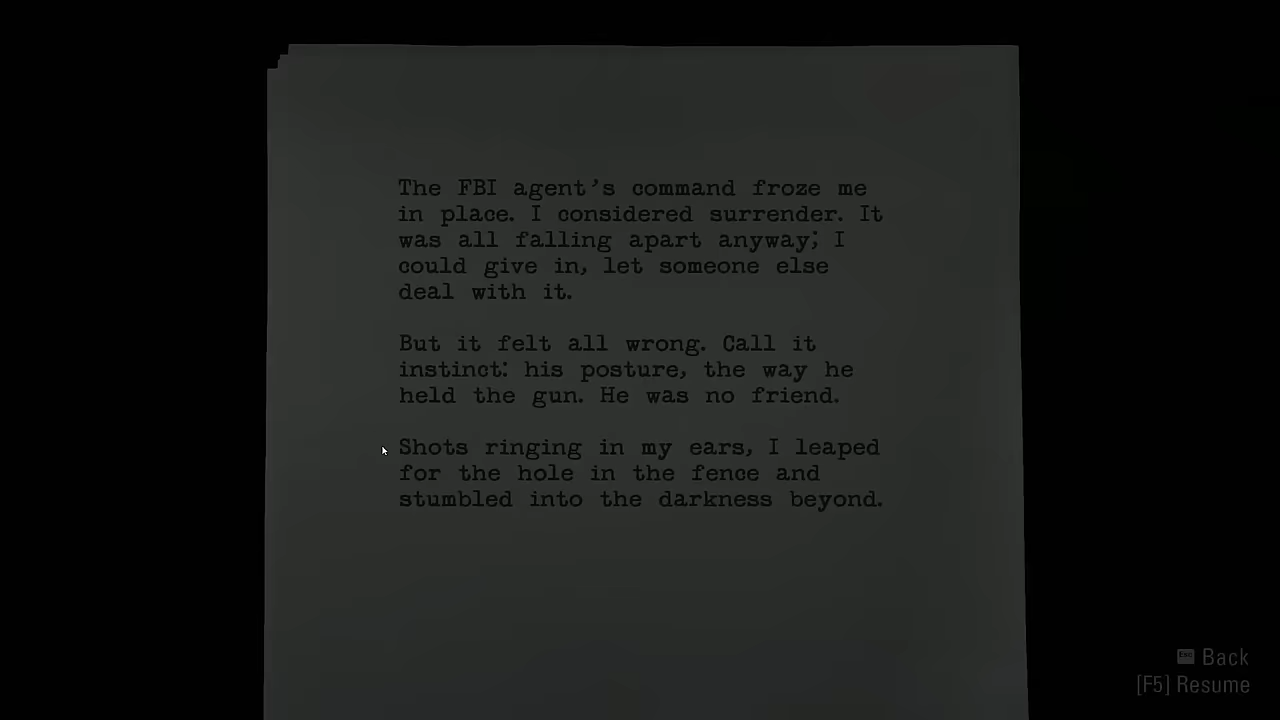 The FBI agent's command froze me
in place. I considered surrender. It
was all falling apart anyway; I
could give in, let someone else
deal with it.
But it felt all wrong. Call it
instinct: his posture, the way he
held the gun. He was no friend.
Shots ringing in my ears, I leaped
for the hole in the fence and
stumbled into the darkness beyond.
Esc Back
[F5] Resume